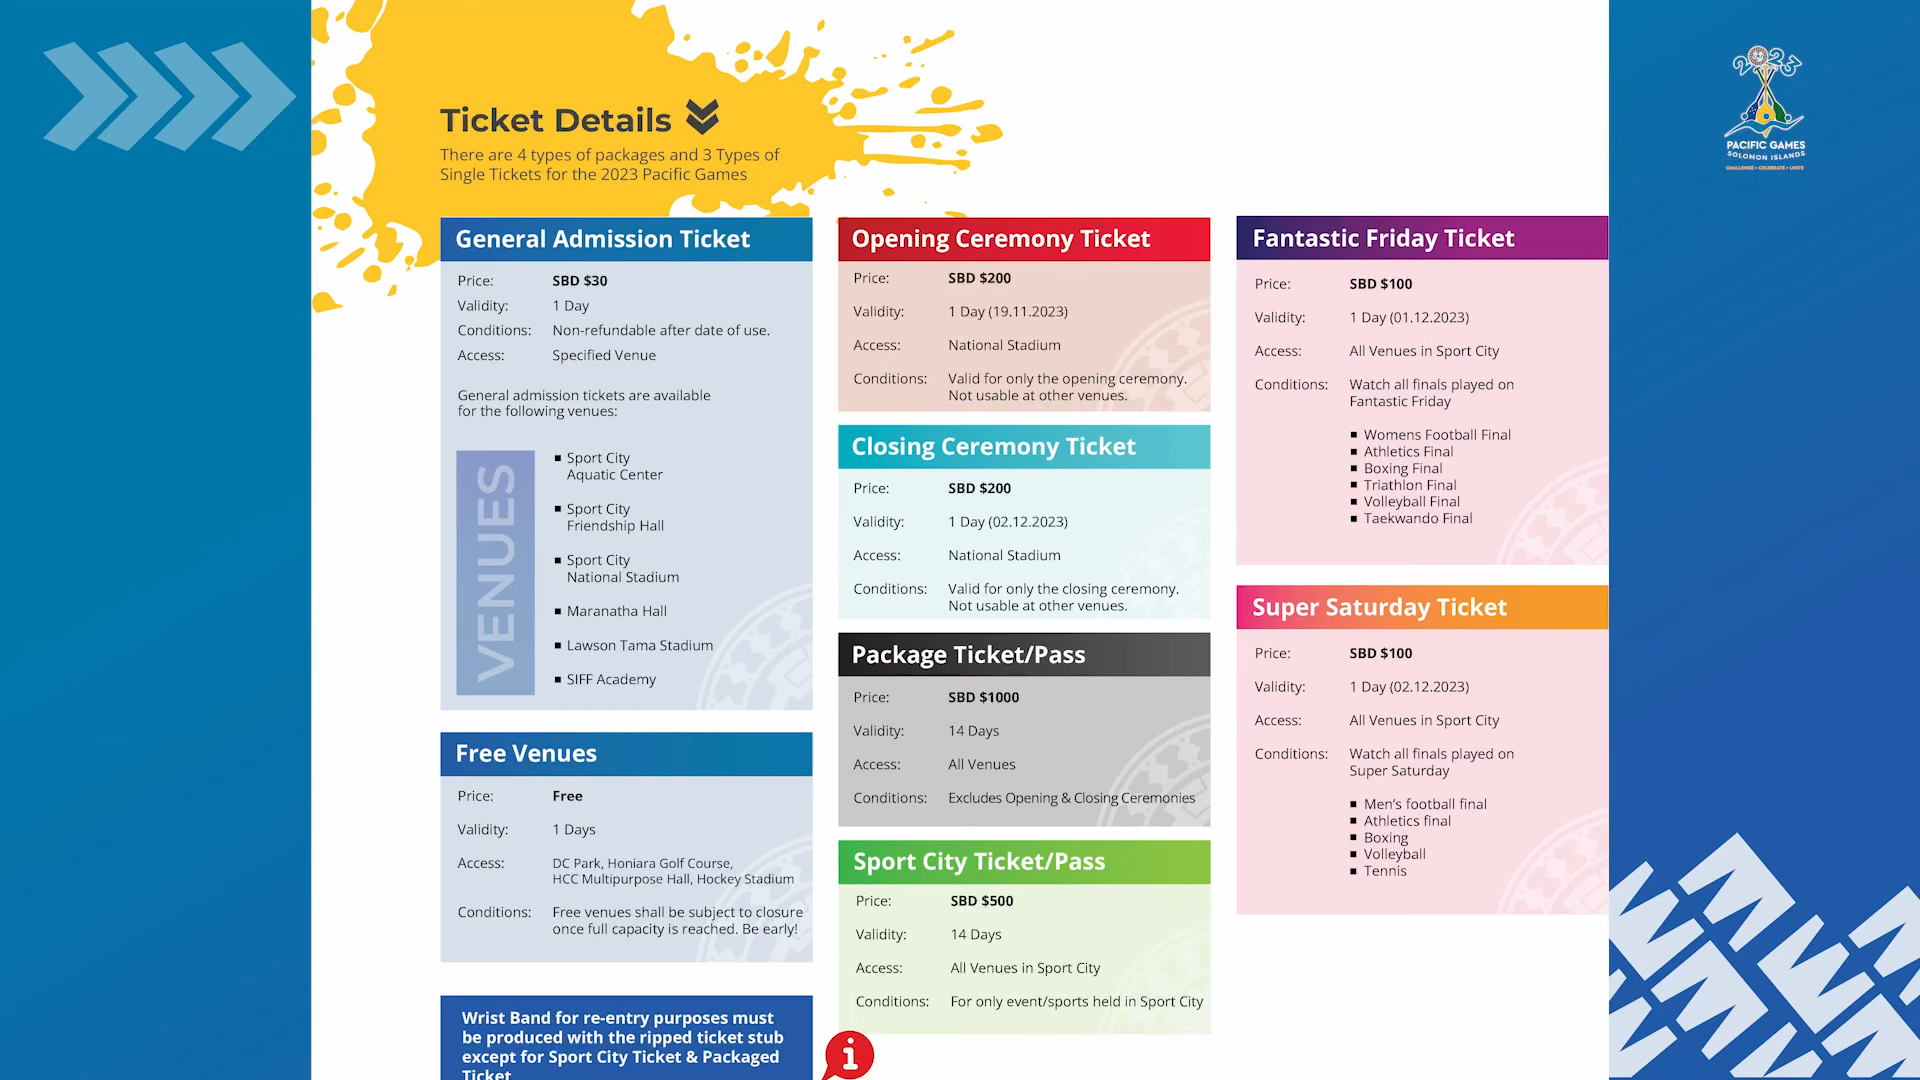 Ticket Details
There are 4 types of packages and 3 Types of
Single Tickets for the 2023 Pacific Games
General Admission Ticket
Price: SBD $30
Validity: 1 Day
Conditions: Non-refundable after date of use.
Access: Specified Venue
General admission tickets are available
for the following venues:
VENUES
Sport City
Aquatic Center
Sport City
Friendship Hall
Sport City
National Stadium
Maranatha Hall
Lawson Tama Stadium
SIFF Academy
Free Venues
Price: Free
Validity: 1 Days
Access: DC Park, Honiara Golf Course,
HCC Multipurpose Hall, Hockey Stadium
Conditions: Free venues shall be subject to closure
once full capacity is reached. Be early!
Wrist Band for re-entry purposes must
be produced with the ripped ticket stub
except for Sport City Ticket & Packaged
Ticket
Opening Ceremony Ticket
Price: SBD $200
Validity: 1 Day (19.11.2023)
Access: National Stadium
Conditions: Valid for only the opening ceremony.
Not usable at other venues.
Closing Ceremony Ticket
Price: SBD $200
Validity: 1 Day (02.12.2023)
Access: National Stadium
Conditions: Valid for only the closing ceremony.
Not usable at other venues.
Package Ticket/Pass
Price: SBD $1000
Validity: 14 Days
Access: All Venues
Conditions: Excludes Opening & Closing Ceremonies
Sport City Ticket/Pass
Price: SBD $500
Validity: 14 Days
Access: All Venues in Sport City
Conditions: For only event/sports held in Sport City
i
Fantastic Friday Ticket
Price: SBD $100
Validity: 1 Day (01.12.2023)
Access: All Venues in Sport City
Conditions: Watch all finals played on
Fantastic Friday
Womens Football Final
Athletics Final
Boxing Final
Triathlon Final
Volleyball Final
Taekwando Final
Super Saturday Ticket
Price: SBD $100
Validity: 1 Day (02.12.2023)
Access: All Venues in Sport City
Conditions: Watch all finals played on
Super Saturday
Men's football final
Athletics final
Boxing
Volleyball
Tennis
2023
PACIFIC GAMES
SOLOMON ISLANDS
CHALLENGE • CELEBRATE • UNITE